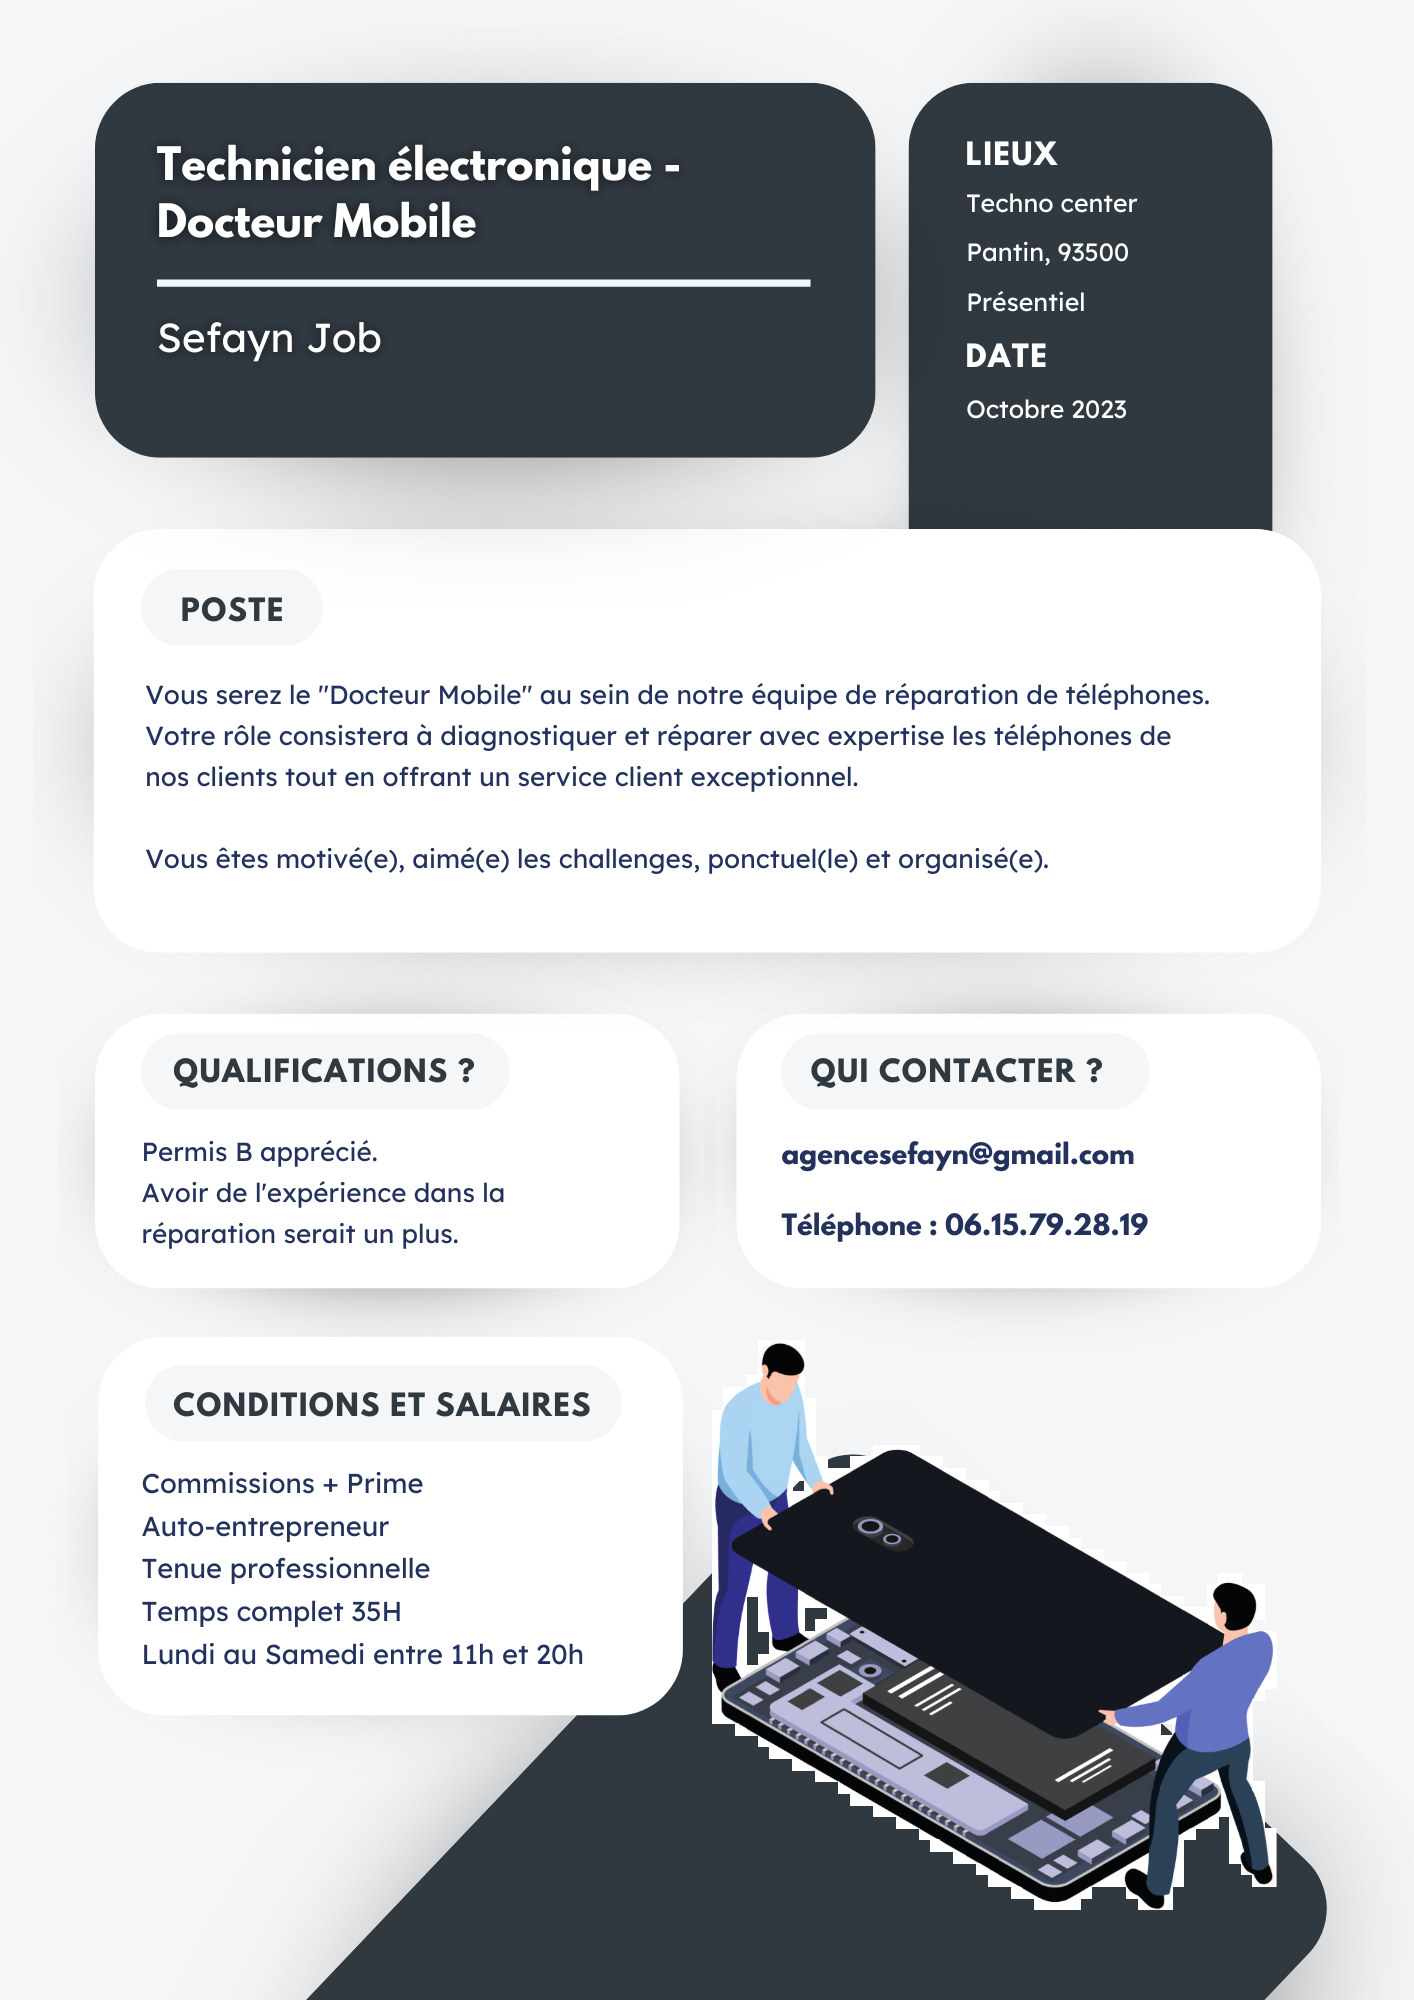 Technicien électronique -
Docteur Mobile
Sefayn Job
LIEUX
Techno center
Pantin, 93500
Présentiel
DATE
Octobre 2023
POSTE
Vous serez le "Docteur Mobile" au sein de notre équipe de réparation de téléphones.
Votre rôle consistera à diagnostiquer et réparer avec expertise les téléphones de
nos clients tout en offrant un service client exceptionnel.
Vous êtes motivé(e), aimé(e) les challenges, ponctuel(le) et organisé(e).
QUALIFICATIONS ?
Permis B apprécié.
Avoir de l'expérience dans la
réparation serait un plus.
QUI CONTACTER ?
agencesefayn@gmail.com
Téléphone : 06.15.79.28.19
CONDITIONS ET SALAIRES
Commissions + Prime
Auto-entrepreneur
Tenue professionnelle
Temps complet 35H
Lundi au Samedi entre 11h et 20h